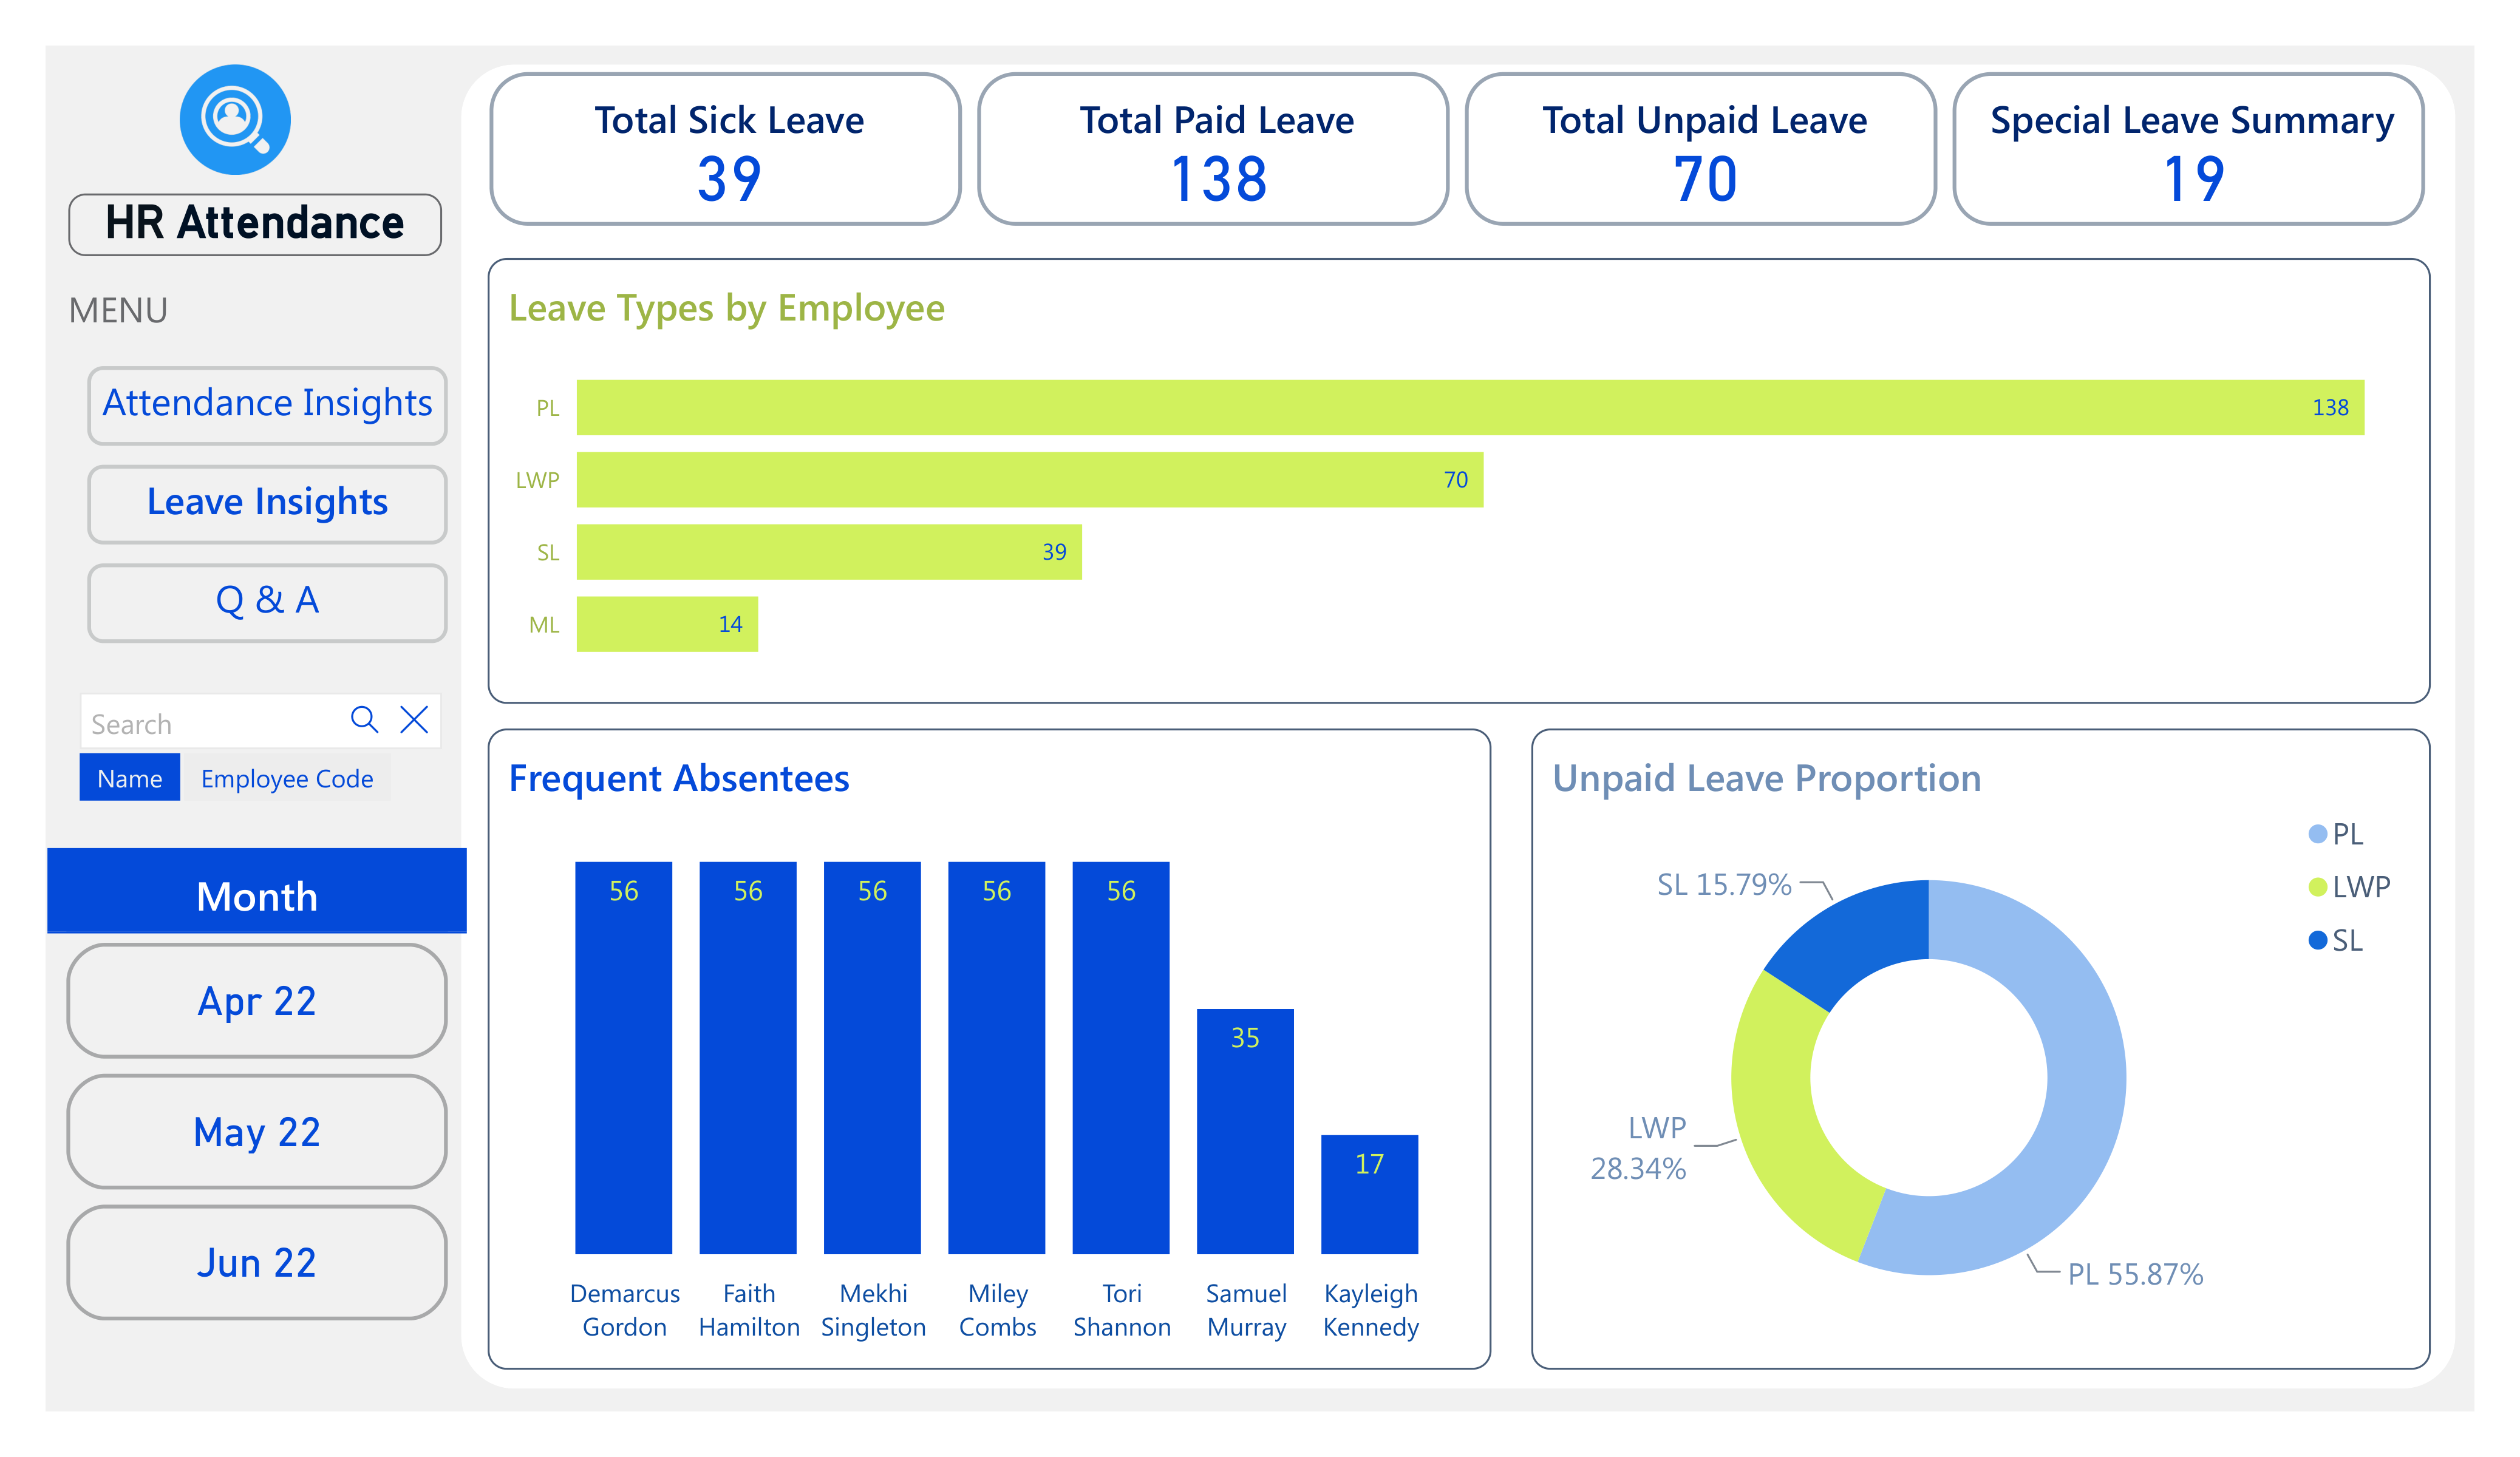 HR Attendance
MENU
Attendance Insights
Leave Insights
Q & A
Search
Name Employee Code
Month
Apr 22
May 22
Jun 22
Total Sick Leave
39
Total Paid Leave
138
Total Unpaid Leave
70
Special Leave Summary
19
Leave Types by Employee
PL 138
LWP 70
SL 39
ML 14
Frequent Absentees
56 56 56 56 56 35 17
Demarcus Gordon
Faith Hamilton
Mekhi Singleton
Miley Combs
Tori Shannon
Samuel Murray
Kayleigh Kennedy
Unpaid Leave Proportion
PL
LWP
SL
SL 15.79%
LWP
28.34%
PL 55.87%